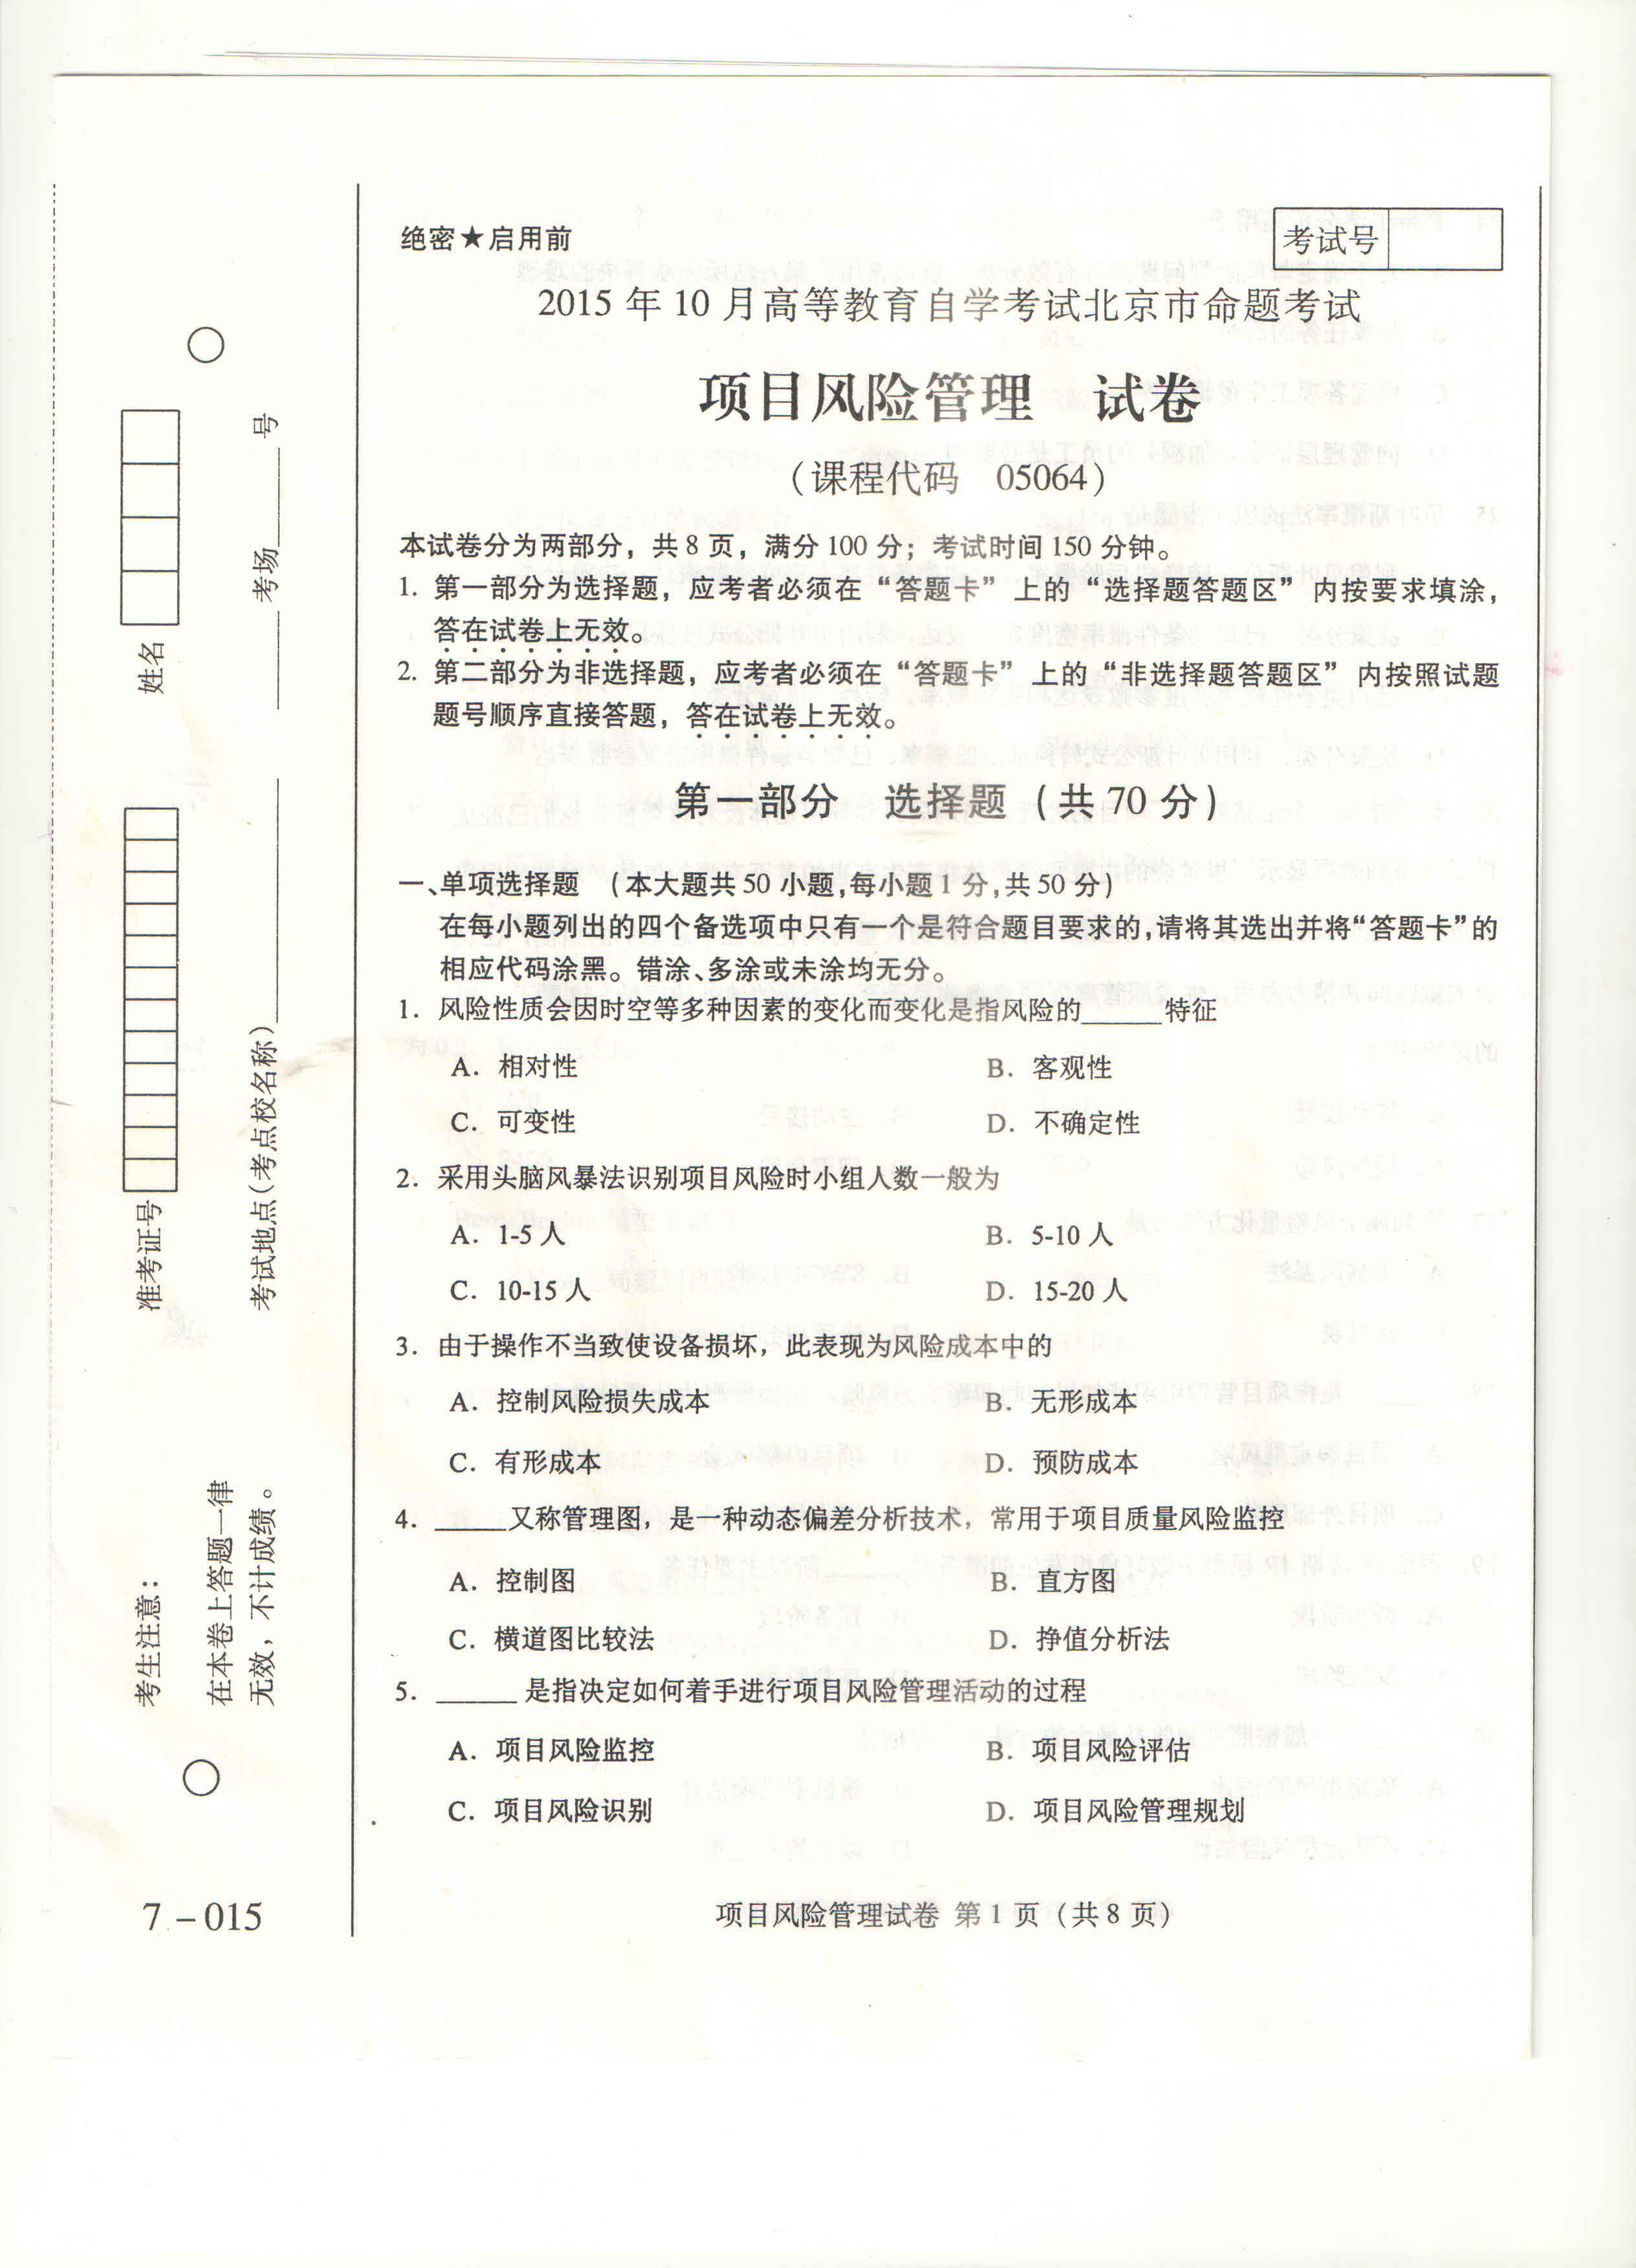 绝密★启用前
考试号
2015 年 10 月高等教育自学考试北京市命题考试
项目风险管理 试卷
（课程代码 05064）
本试卷分为两部分，共 8 页，满分 100 分；考试时间 150 分钟。
1. 第一部分为选择题，应考者必须在“答题卡”上的“选择题答题区”内按要求填涂，
答在试卷上无效。
2. 第二部分为非选择题，应考者必须在“答题卡”上的“非选择题答题区”内按照试题
题号顺序直接答题，答在试卷上无效。
第一部分 选择题（共 70 分）
一、单项选择题 （本大题共 50 小题，每小题 1 分，共 50 分）
在每小题列出的四个备选项中只有一个是符合题目要求的，请将其选出并将“答题卡”的
相应代码涂黑。错涂、多涂或未涂均无分。
1. 风险性质会因时空等多种因素的变化而变化是指风险的______特征
A. 相对性 B. 客观性
C. 可变性 D. 不确定性
2. 采用头脑风暴法识别项目风险时小组人数一般为
A. 1-5 人 B. 5-10 人
C. 10-15 人 D. 15-20 人
3. 由于操作不当致使设备损坏，此表现为风险成本中的
A. 控制风险损失成本 B. 无形成本
C. 有形成本 D. 预防成本
4. ______又称管理图，是一种动态偏差分析技术，常用于项目质量风险监控
A. 控制图 B. 直方图
C. 横道图比较法 D. 挣值分析法
5. ______是指决定如何着手进行项目风险管理活动的过程
A. 项目风险监控 B. 项目风险评估
C. 项目风险识别 D. 项目风险管理规划
项目风险管理试卷 第 1 页（共 8 页）
姓名
准考证号
考生注意：
在本卷上答题一律
无效，不计成绩。
考试地点（考点校名称）______ ______考场______号
7－015